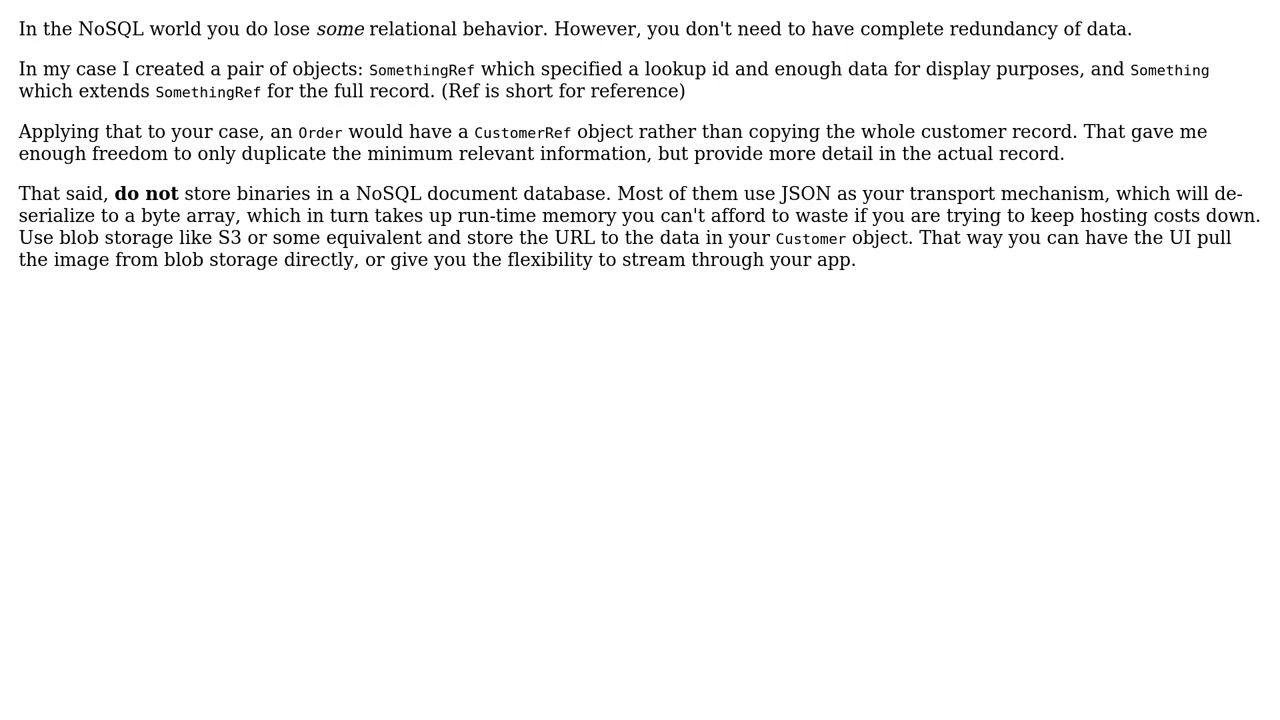 In the NoSQL world you do lose some relational behavior. However, you don't need to have complete redundancy of data.
In my case I created a pair of objects: SomethingRef which specified a lookup id and enough data for display purposes, and Something
which extends SomethingRef for the full record. (Ref is short for reference)
Applying that to your case, an Order would have a CustomerRef object rather than copying the whole customer record. That gave me
enough freedom to only duplicate the minimum relevant information, but provide more detail in the actual record.
That said, do not store binaries in a NoSQL document database. Most of them use JSON as your transport mechanism, which will de-
serialize to a byte array, which in turn takes up run-time memory you can't afford to waste if you are trying to keep hosting costs down.
Use blob storage like S3 or some equivalent and store the URL to the data in your Customer object. That way you can have the UI pull
the image from blob storage directly, or give you the flexibility to stream through your app.